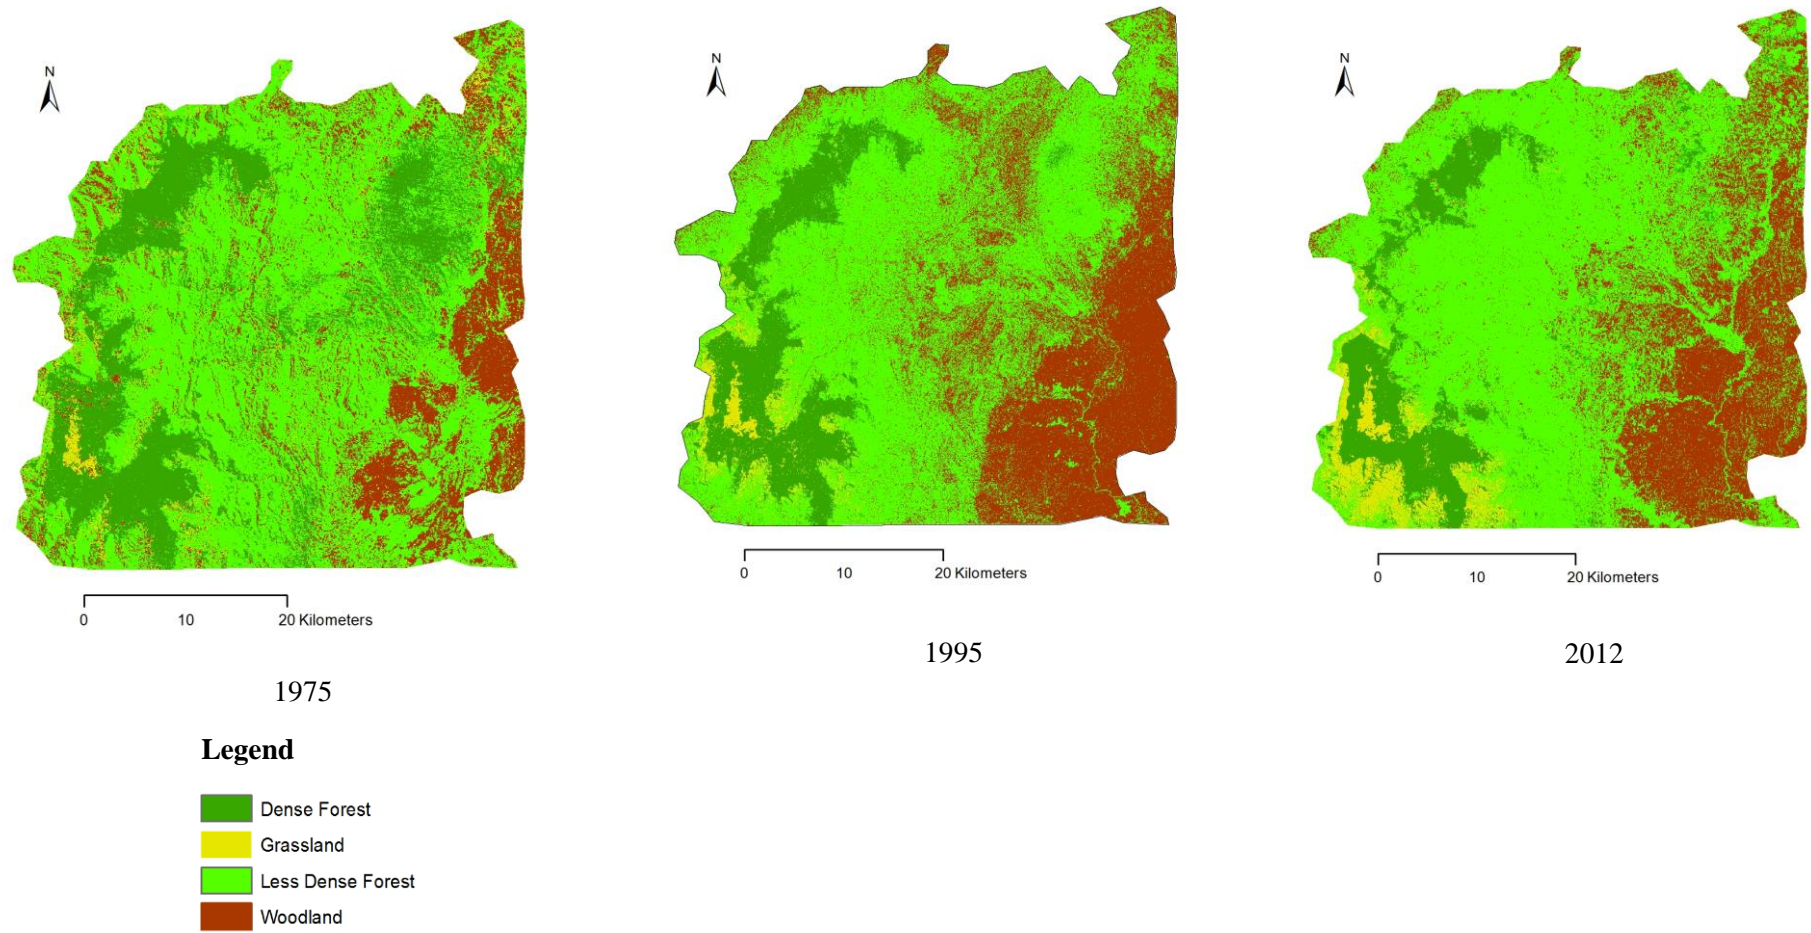 N
N
N
0 10 20 Kilometers
0 10 20 Kilometers
0 10 20 Kilometers
1975
1995
2012
Legend
Dense Forest
Grassland
Less Dense Forest
Woodland